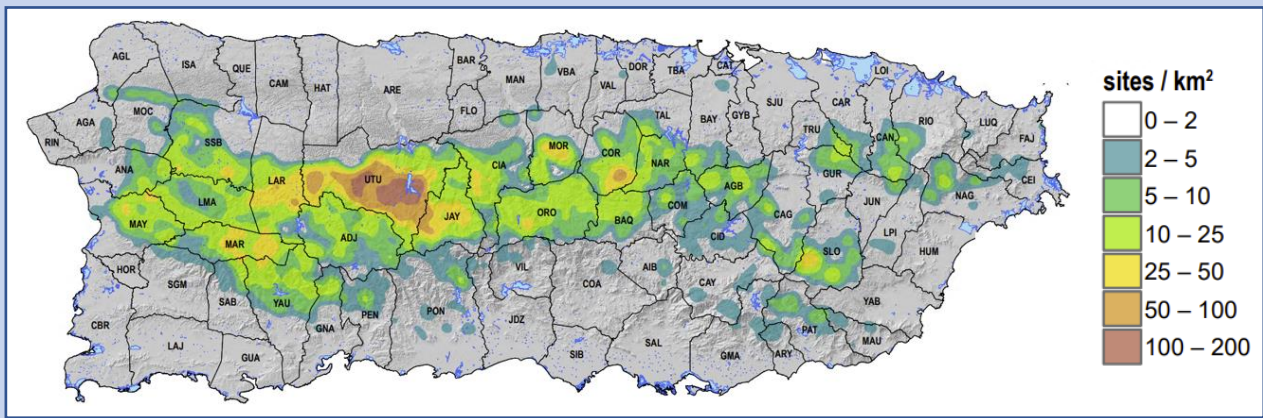 AGL
ISA
QUE
CAM
HAT
ARE
BAR
MAN
VBA
VAL
DOR
TBA
CAT
LOI
MOC
FLO
BAY
GYB
SJU
CAR
RIO
LUQ
FAJ
AGA
RIN
SSB
CIA
MOR
COR
TAL
NAR
TRU
CAN
ANA
LAR
UTU
GUR
CEI
NAG
LMA
MAY
JAY
ORO
BAQ
COM
AGB
CAG
JUN
MAR
ADJ
CID
SLO
LPI
HUM
HOR
SGM
SAB
YAU
PEN
PON
VIL
COA
AIB
CAY
YAB
CBR
LAJ
GUA
GNA
JDZ
SIB
SAL
GMA
ARY
PAT
MAU
sites / km²
0 – 2
2 – 5
5 – 10
10 – 25
25 – 50
50 – 100
100 – 200